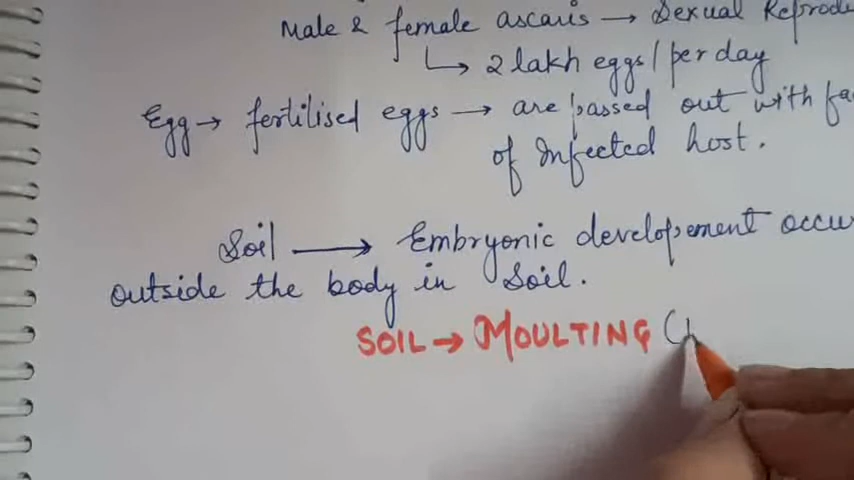 Male & female ascaris → Sexual
↳ 2 lakh eggs/per day
Egg → fertilised eggs → are passed out with
of Infected host.
Soil → Embryonic developement
outside the body in Soil.
SOIL → MOULTING (